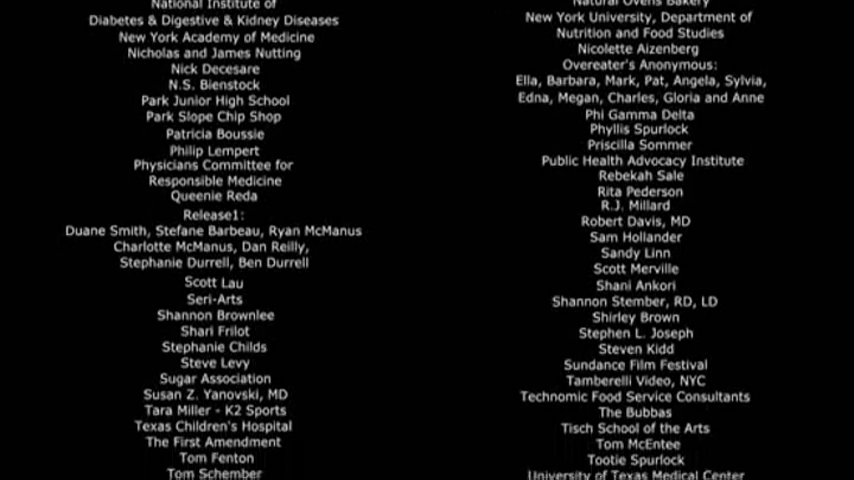 National Institute of
Diabetes & Digestive & Kidney Diseases
New York Academy of Medicine
Nicholas and James Nutting
Nick Decesare
N.S. Bienstock
Park Junior High School
Park Slope Chip Shop
Patricia Boussie
Philip Lempert
Physicians Committee for
Responsible Medicine
Queenie Reda
Release1:
Duane Smith, Stefane Barbeau, Ryan McManus
Charlotte McManus, Dan Reilly,
Stephanie Durrell, Ben Durrell
Scott Lau
Seri-Arts
Shannon Brownlee
Shari Frilot
Stephanie Childs
Steve Levy
Sugar Association
Susan Z. Yanovski, MD
Tara Miller - K2 Sports
Texas Children's Hospital
The First Amendment
Tom Fenton
Tom Schember
Natural Ovens Bakery
New York University, Department of
Nutrition and Food Studies
Nicolette Aizenberg
Overeater's Anonymous:
Ella, Barbara, Mark, Pat, Angela, Sylvia,
Edna, Megan, Charles, Gloria and Anne
Phi Gamma Delta
Phyllis Spurlock
Priscilla Sommer
Public Health Advocacy Institute
Rebekah Sale
Rita Pederson
R.J. Millard
Robert Davis, MD
Sam Hollander
Sandy Linn
Scott Merville
Shani Ankori
Shannon Stember, RD, LD
Shirley Brown
Stephen L. Joseph
Steven Kidd
Sundance Film Festival
Tamberelli Video, NYC
Technomic Food Service Consultants
The Bubbas
Tisch School of the Arts
Tom McEntee
Tootie Spurlock
University of Texas Medical Center